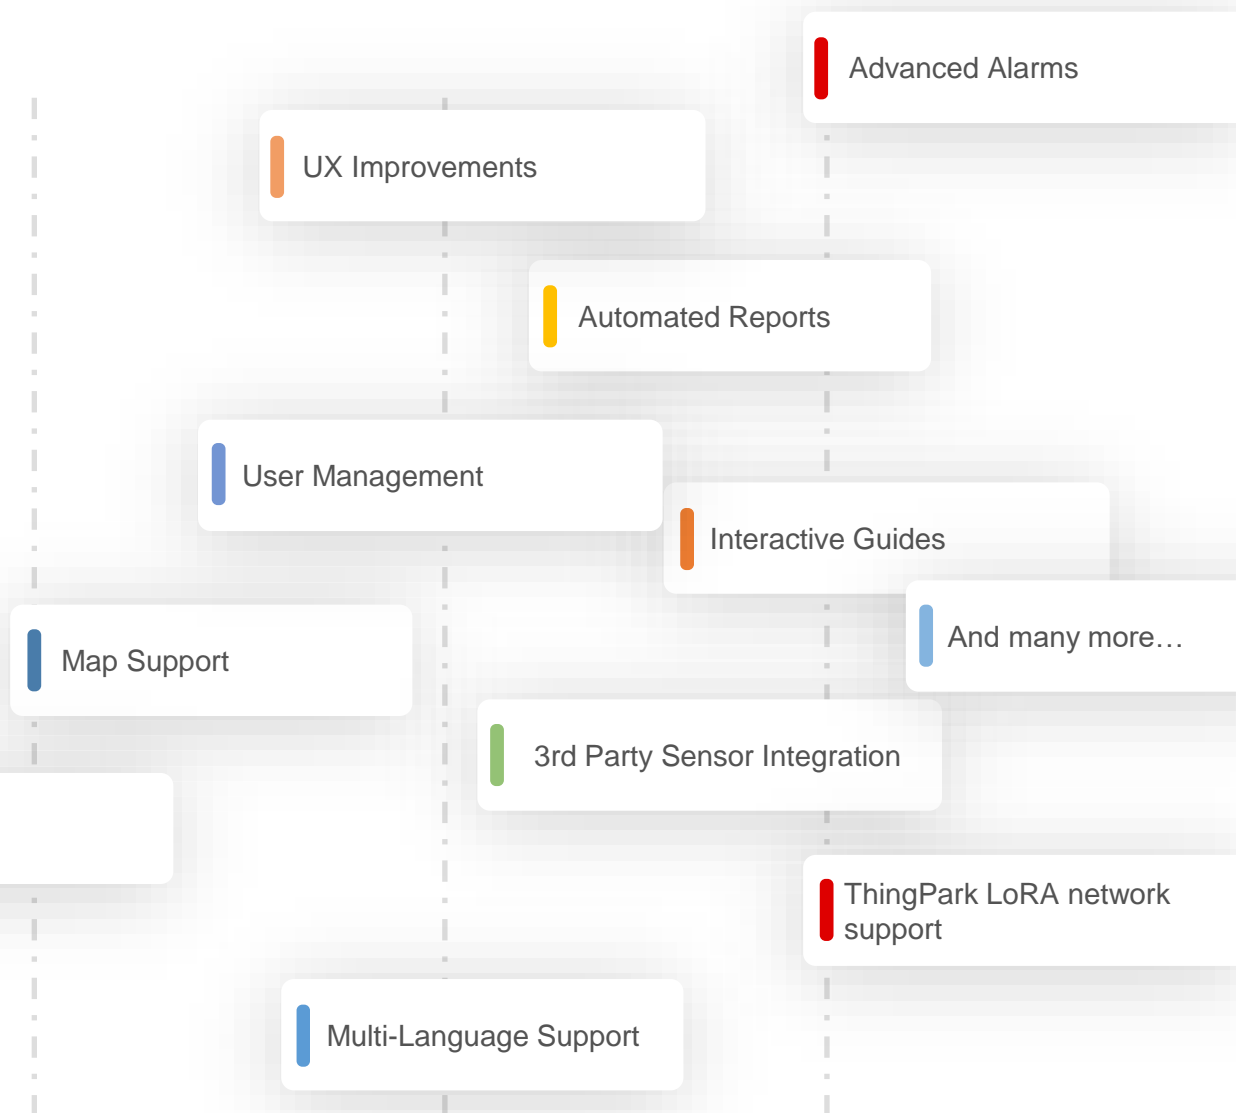 Advanced Alarms
UX Improvements
Automated Reports
User Management
Interactive Guides
And many more…
Map Support
3rd Party Sensor Integration
ThingPark LoRA network
support
Multi-Language Support